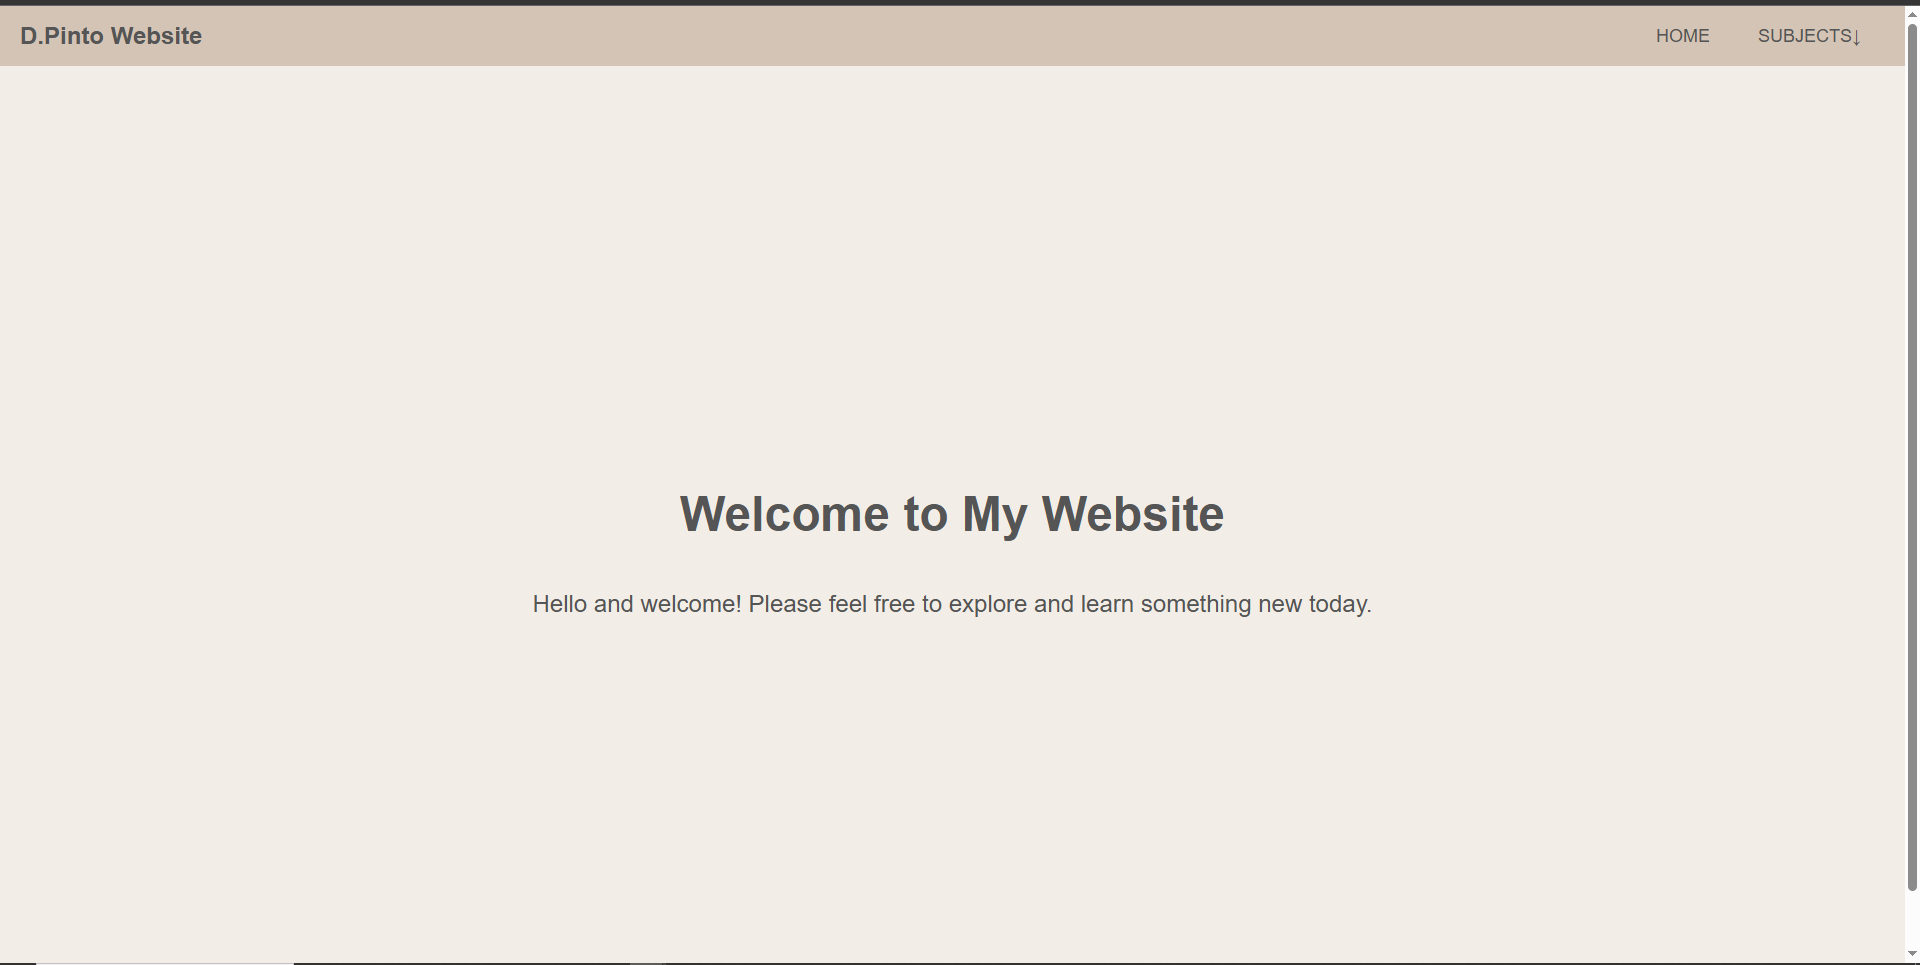 D.Pinto Website
HOME
SUBJECTS↓
Welcome to My Website
Hello and welcome! Please feel free to explore and learn something new today.